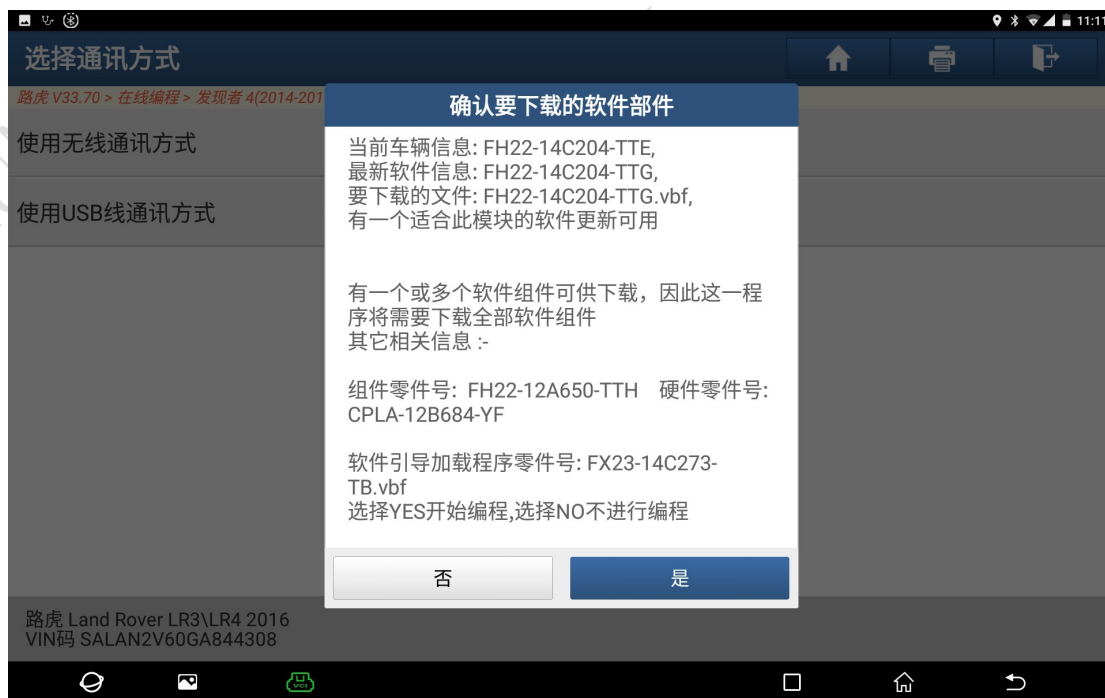 11:11
选择通讯方式
路虎 V33.70 > 在线编程 > 发现者 4(2014-201
使用无线通讯方式
使用USB线通讯方式
确认要下载的软件部件
当前车辆信息: FH22-14C204-TTE,
最新软件信息: FH22-14C204-TTG,
要下载的文件: FH22-14C204-TTG.vbf,
有一个适合此模块的软件更新可用
有一个或多个软件组件可供下载，因此这一程
序将需要下载全部软件组件
其它相关信息 :-
组件零件号: FH22-12A650-TTH 硬件零件号:
CPLA-12B684-YF
软件引导加载程序零件号: FX23-14C273-
TB.vbf
选择YES开始编程,选择NO不进行编程
否
是
路虎 Land Rover LR3\LR4 2016
VIN码 SALAN2V60GA844308
VCI